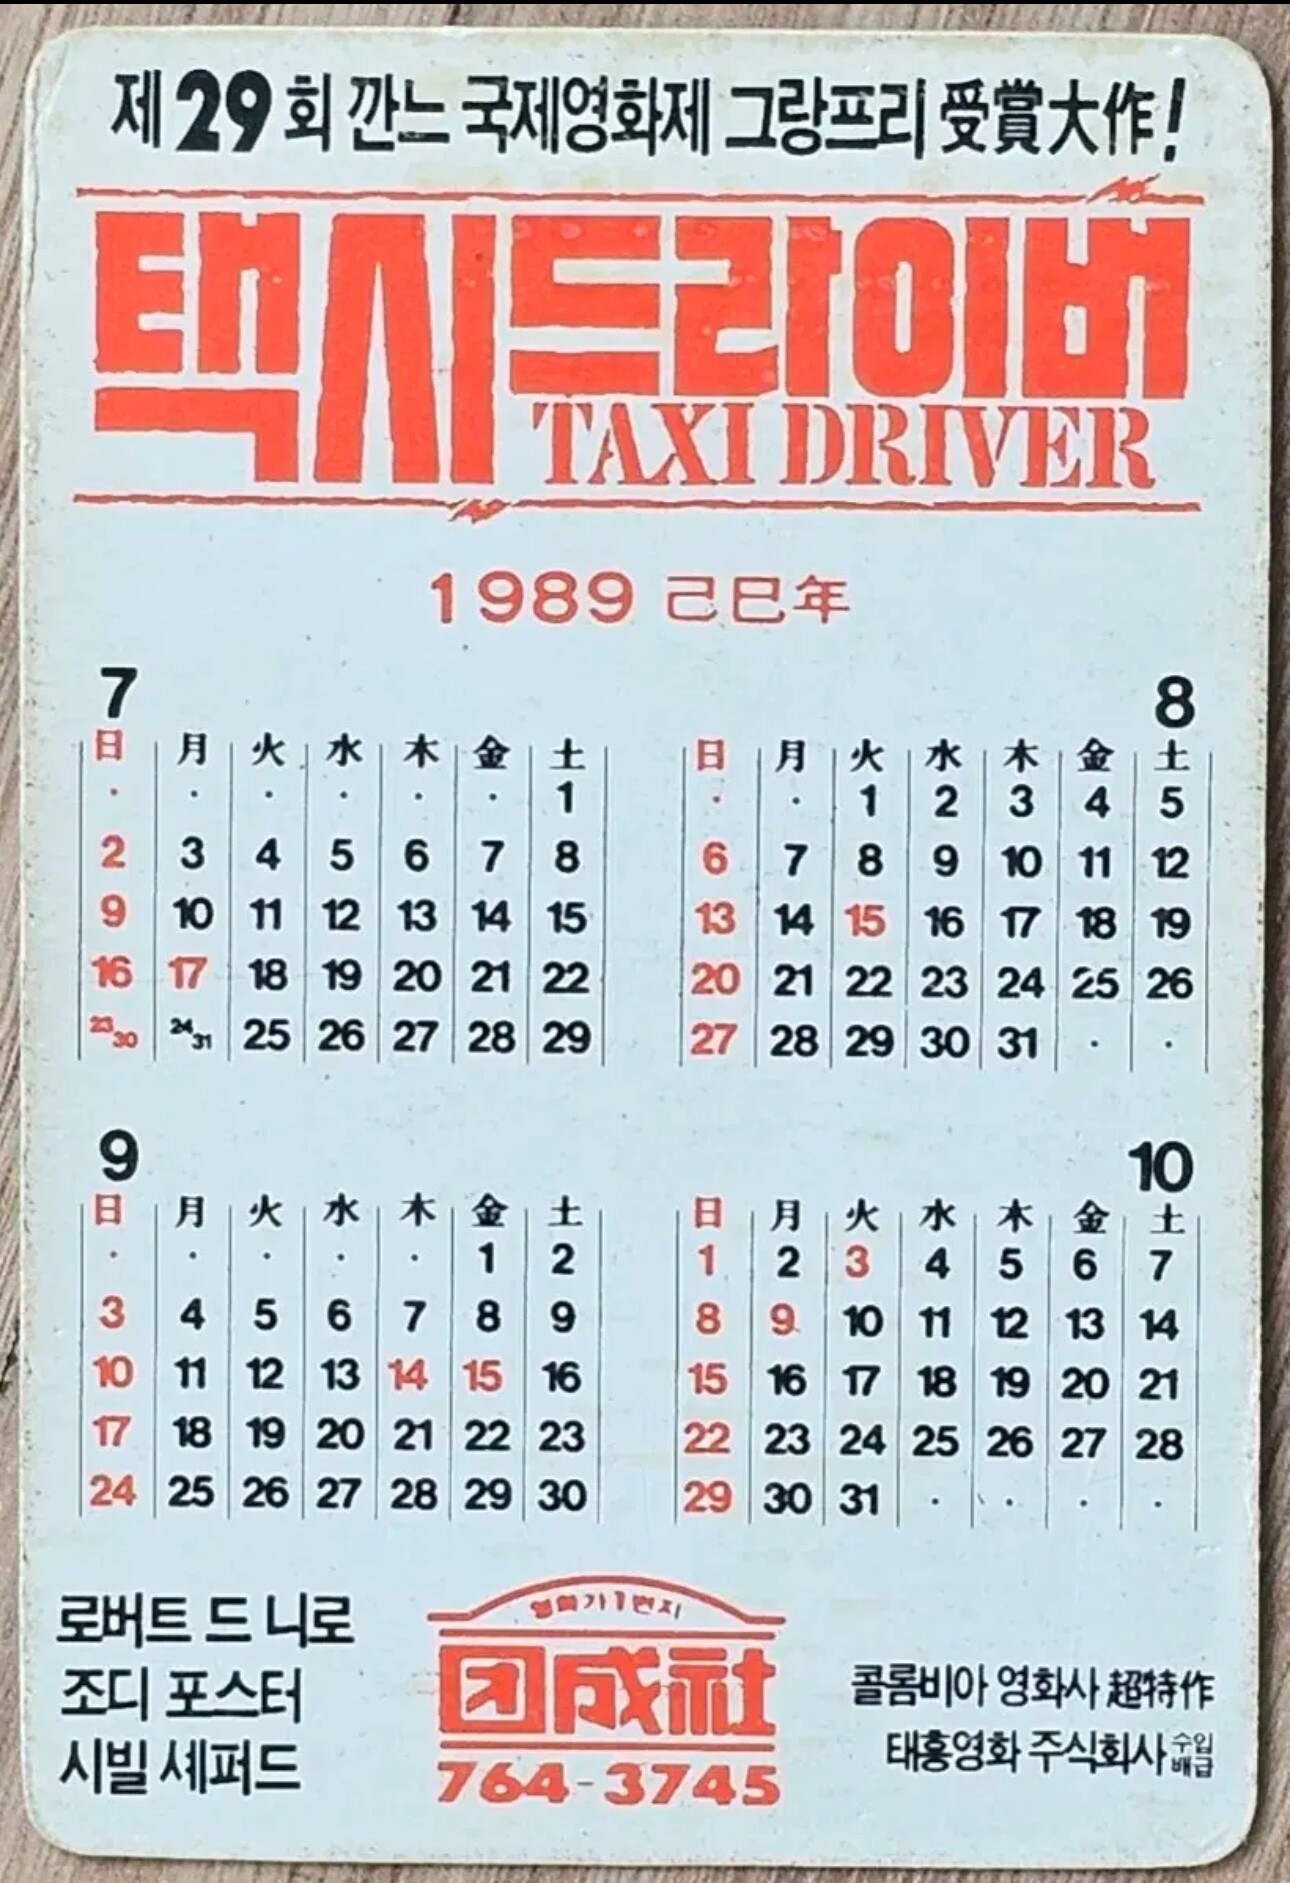 제29회 깐느 국제영화제 그랑프리 受賞大作!
택시드라이버
TAXI DRIVER
1989 己巳年
7
日 月 火 水 木 金 土
· · · · · · 1
2 3 4 5 6 7 8
9 10 11 12 13 14 15
16 17 18 19 20 21 22
23/30 24/31 25 26 27 28 29
8
日 月 火 水 木 金 土
· · 1 2 3 4 5
6 7 8 9 10 11 12
13 14 15 16 17 18 19
20 21 22 23 24 25 26
27 28 29 30 31 · ·
9
日 月 火 水 木 金 土
· · · · · 1 2
3 4 5 6 7 8 9
10 11 12 13 14 15 16
17 18 19 20 21 22 23
24 25 26 27 28 29 30
10
日 月 火 水 木 金 土
1 2 3 4 5 6 7
8 9 10 11 12 13 14
15 16 17 18 19 20 21
22 23 24 25 26 27 28
29 30 31 · · · ·
로버트 드 니로
조디 포스터
시빌 셰퍼드
영화가1번지
团成社
764-3745
콜롬비아 영화사 超特作
태흥영화 주식회사 수입
배급